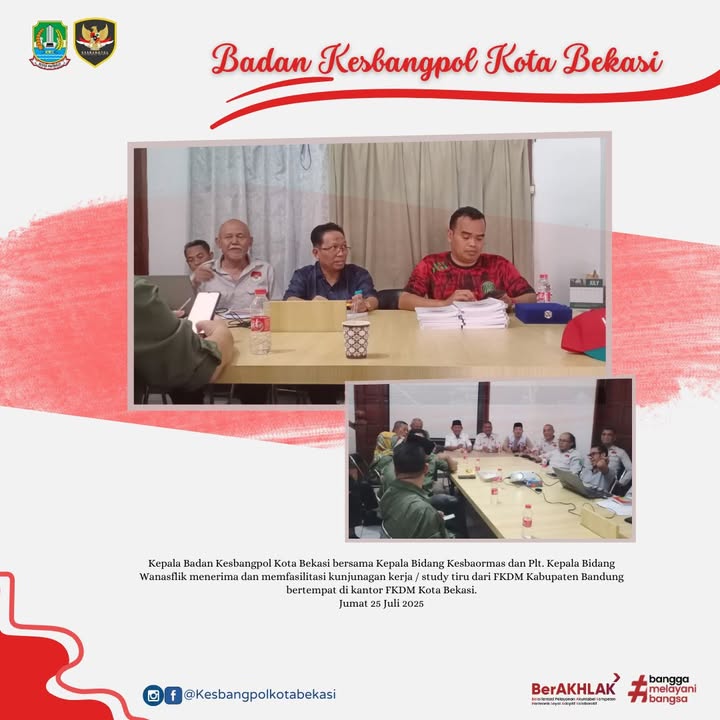 Badan Kesbangpol Kota Bekasi
JULY
Kepala Badan Kesbangpol Kota Bekasi bersama Kepala Bidang Kesbaormas dan Plt. Kepala Bidang
Wanasflik menerima dan memfasilitasi kunjunagan kerja / study tiru dari FKDM Kabupaten Bandung
bertempat di kantor FKDM Kota Bekasi.
Jumat 25 Juli 2025
@Kesbangpolkotabekasi
BerAKHLAK
#bangga
melayani
bangsa